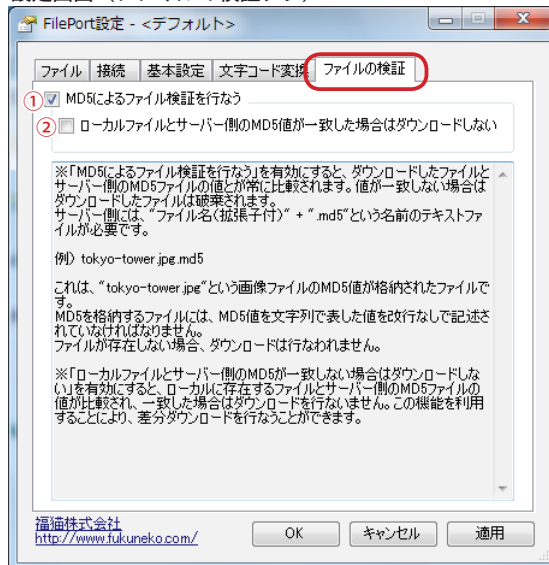 FilePort設定 - <デフォルト>
ファイル 接続 基本設定 文字コード変換 ファイルの検証
① MD5によるファイル検証を行なう
② ローカルファイルとサーバー側のMD5値が一致した場合はダウンロードしない
※「MD5によるファイル検証を行なう」を有効にすると、ダウンロードしたファイルと
サーバー側のMD5ファイルの値とが常に比較されます。値が一致しない場合は
ダウンロードしたファイルは破棄されます。
サーバー側には、“ファイル名(拡張子付)” + “.md5”という名前のテキストファ
イルが必要です。
例) tokyo-tower.jpg.md5
これは、“tokyo-tower.jpg”という画像ファイルのMD5値が格納されたファイルで
す。
MD5を格納するファイルには、MD5値を文字列で表した値を改行なしで記述さ
れていなければなりません。
ファイルが存在しない場合、ダウンロードは行なわれません。
※「ローカルファイルとサーバー側のMD5が一致しない場合はダウンロードしな
い」を有効にすると、ローカルに存在するファイルとサーバー側のMD5ファイルの
値が比較され、一致した場合はダウンロードを行ないません。この機能を利用
することにより、差分ダウンロードを行なうことができます。
福猫株式会社
http://www.fukuneko.com/
OK キャンセル 適用